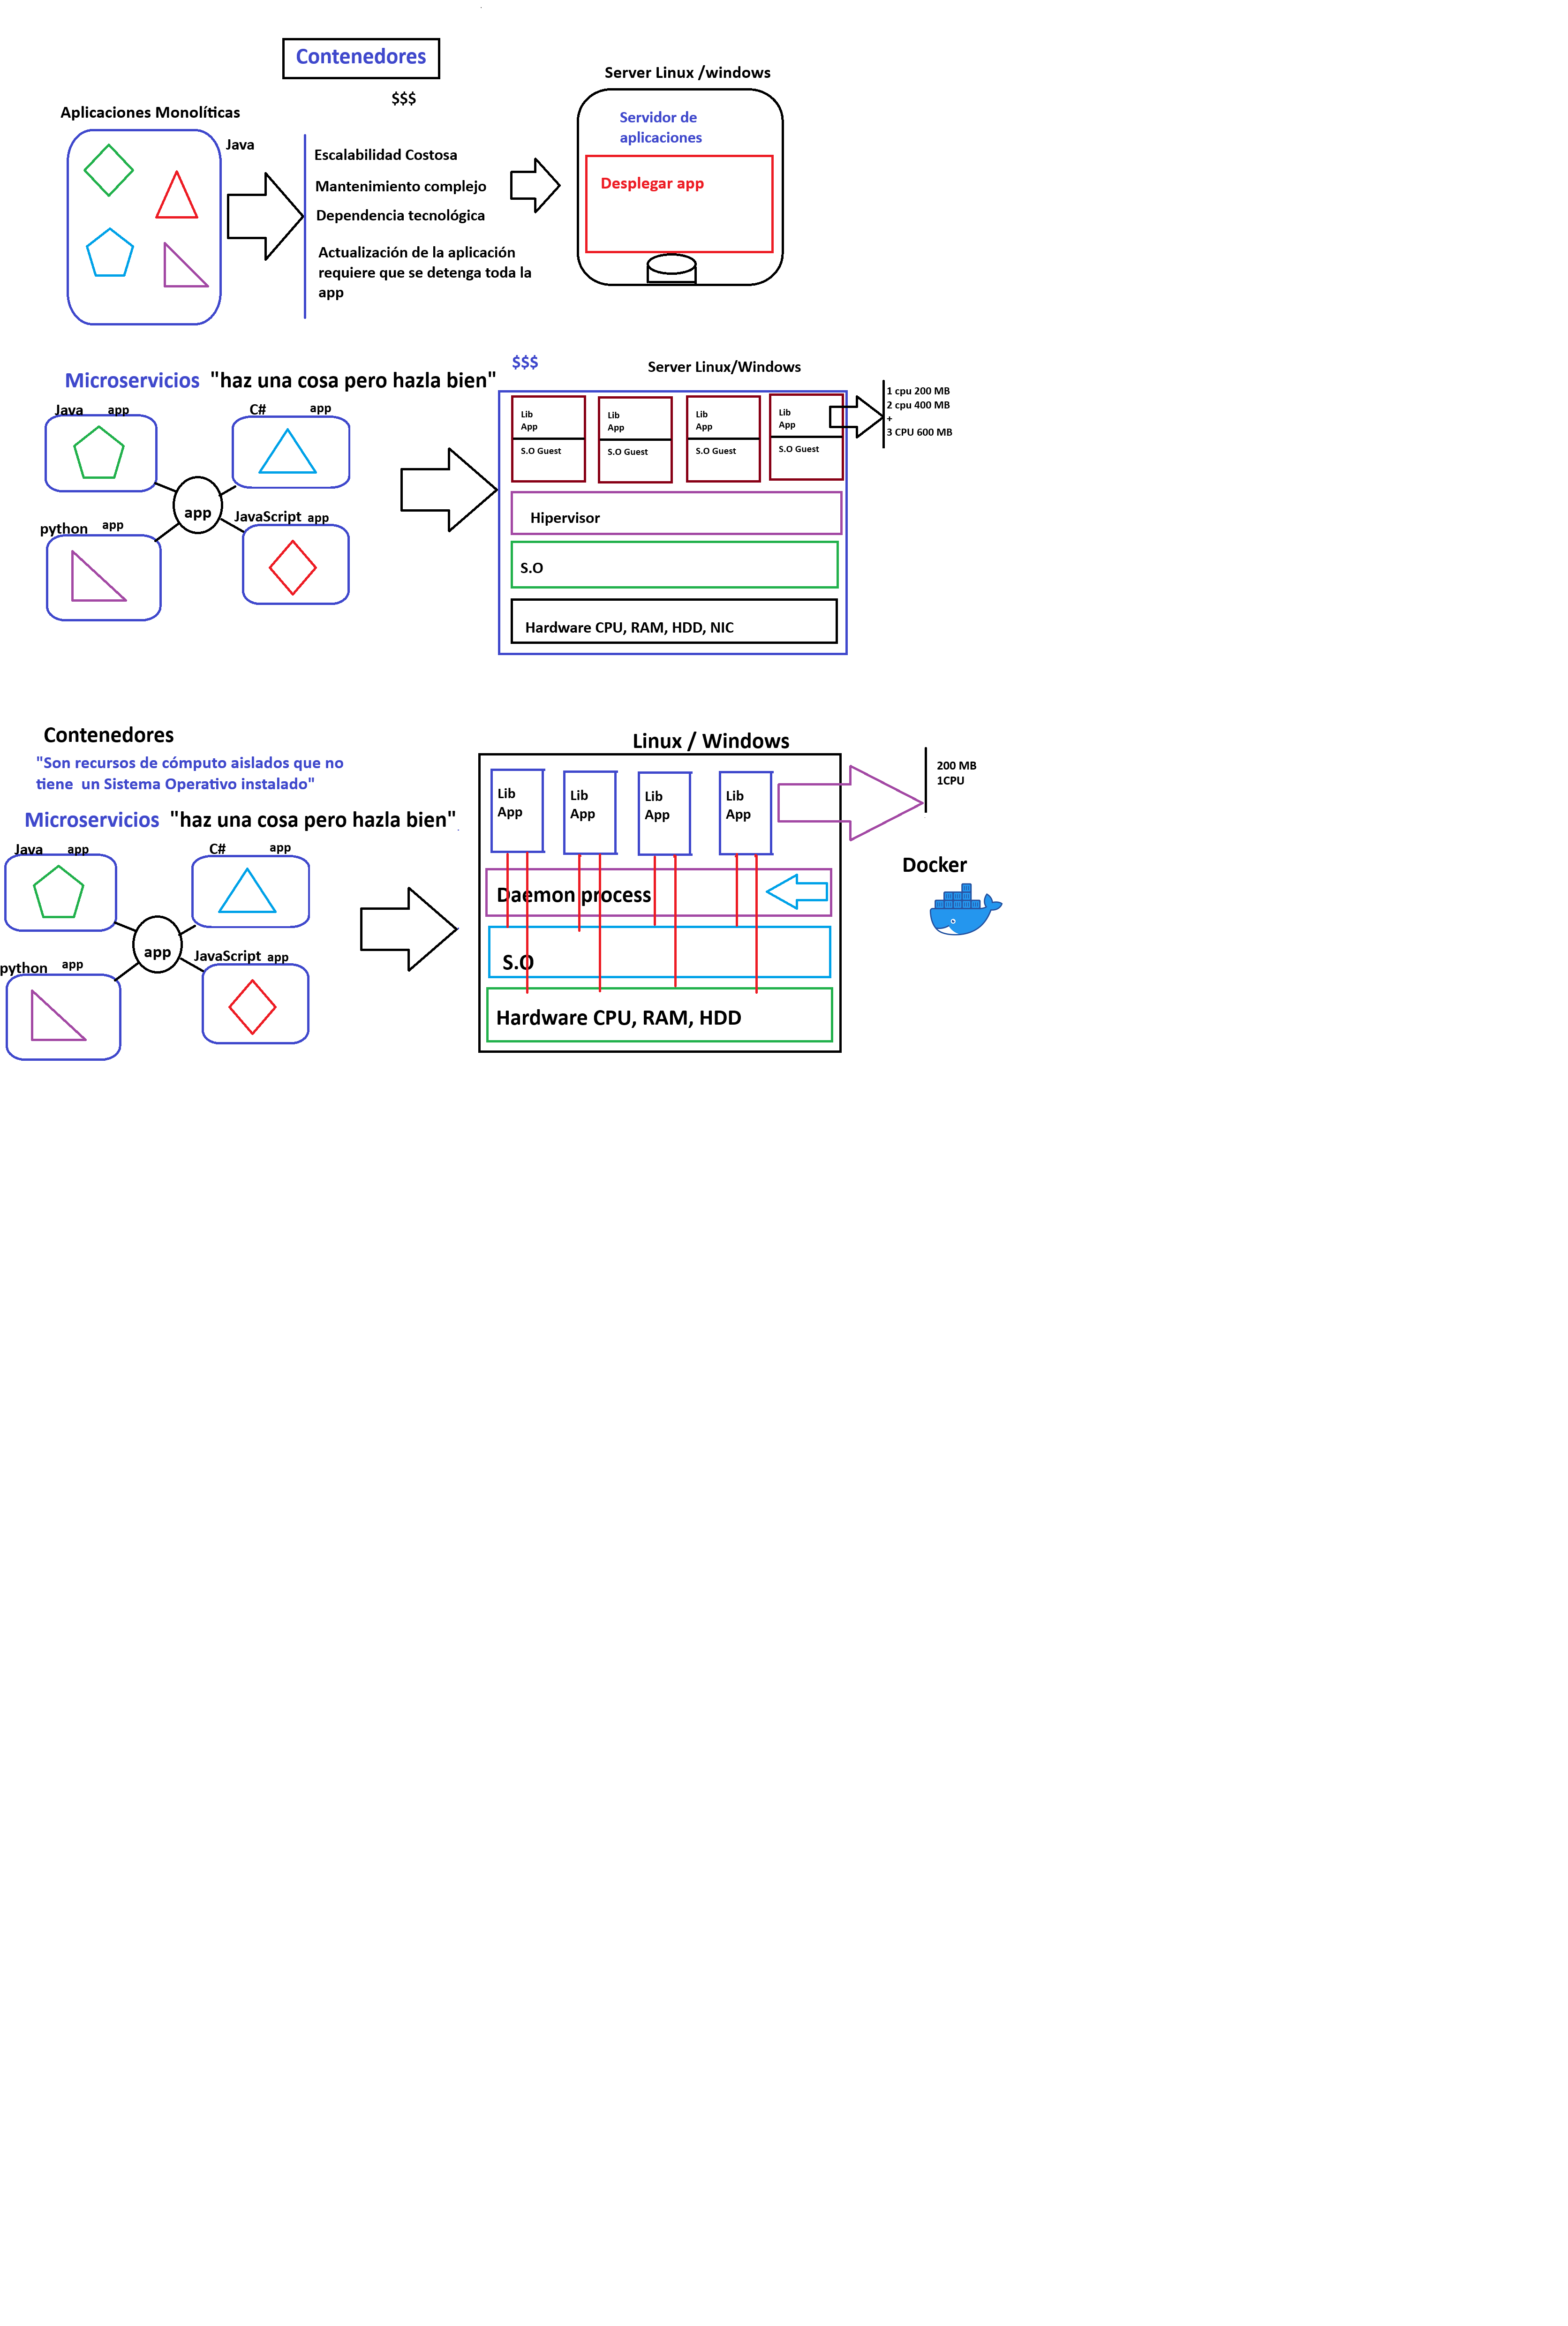 Contenedores
$$$
Server Linux /windows
Aplicaciones Monolíticas
Java
Servidor de
aplicaciones
Escalabilidad Costosa
Mantenimiento complejo
Dependencia tecnológica
Actualización de la aplicación
requiere que se detenga toda la
app
Desplegar app
Microservicios "haz una cosa pero hazla bien"
$$$
Server Linux/Windows
Java app
C# app
python app
JavaScript app
app
Lib
App
S.O Guest
Lib
App
S.O Guest
Lib
App
S.O Guest
Lib
App
S.O Guest
1 cpu 200 MB
2 cpu 400 MB
+
3 CPU 600 MB
Hipervisor
S.O
Hardware CPU, RAM, HDD, NIC
Contenedores
"Son recursos de cómputo aislados que no
tiene un Sistema Operativo instalado"
Microservicios "haz una cosa pero hazla bien"
Java app
C# app
python app
JavaScript app
app
Linux / Windows
Lib
App
Lib
App
Lib
App
Lib
App
200 MB
1CPU
Daemon process
S.O
Hardware CPU, RAM, HDD
Docker